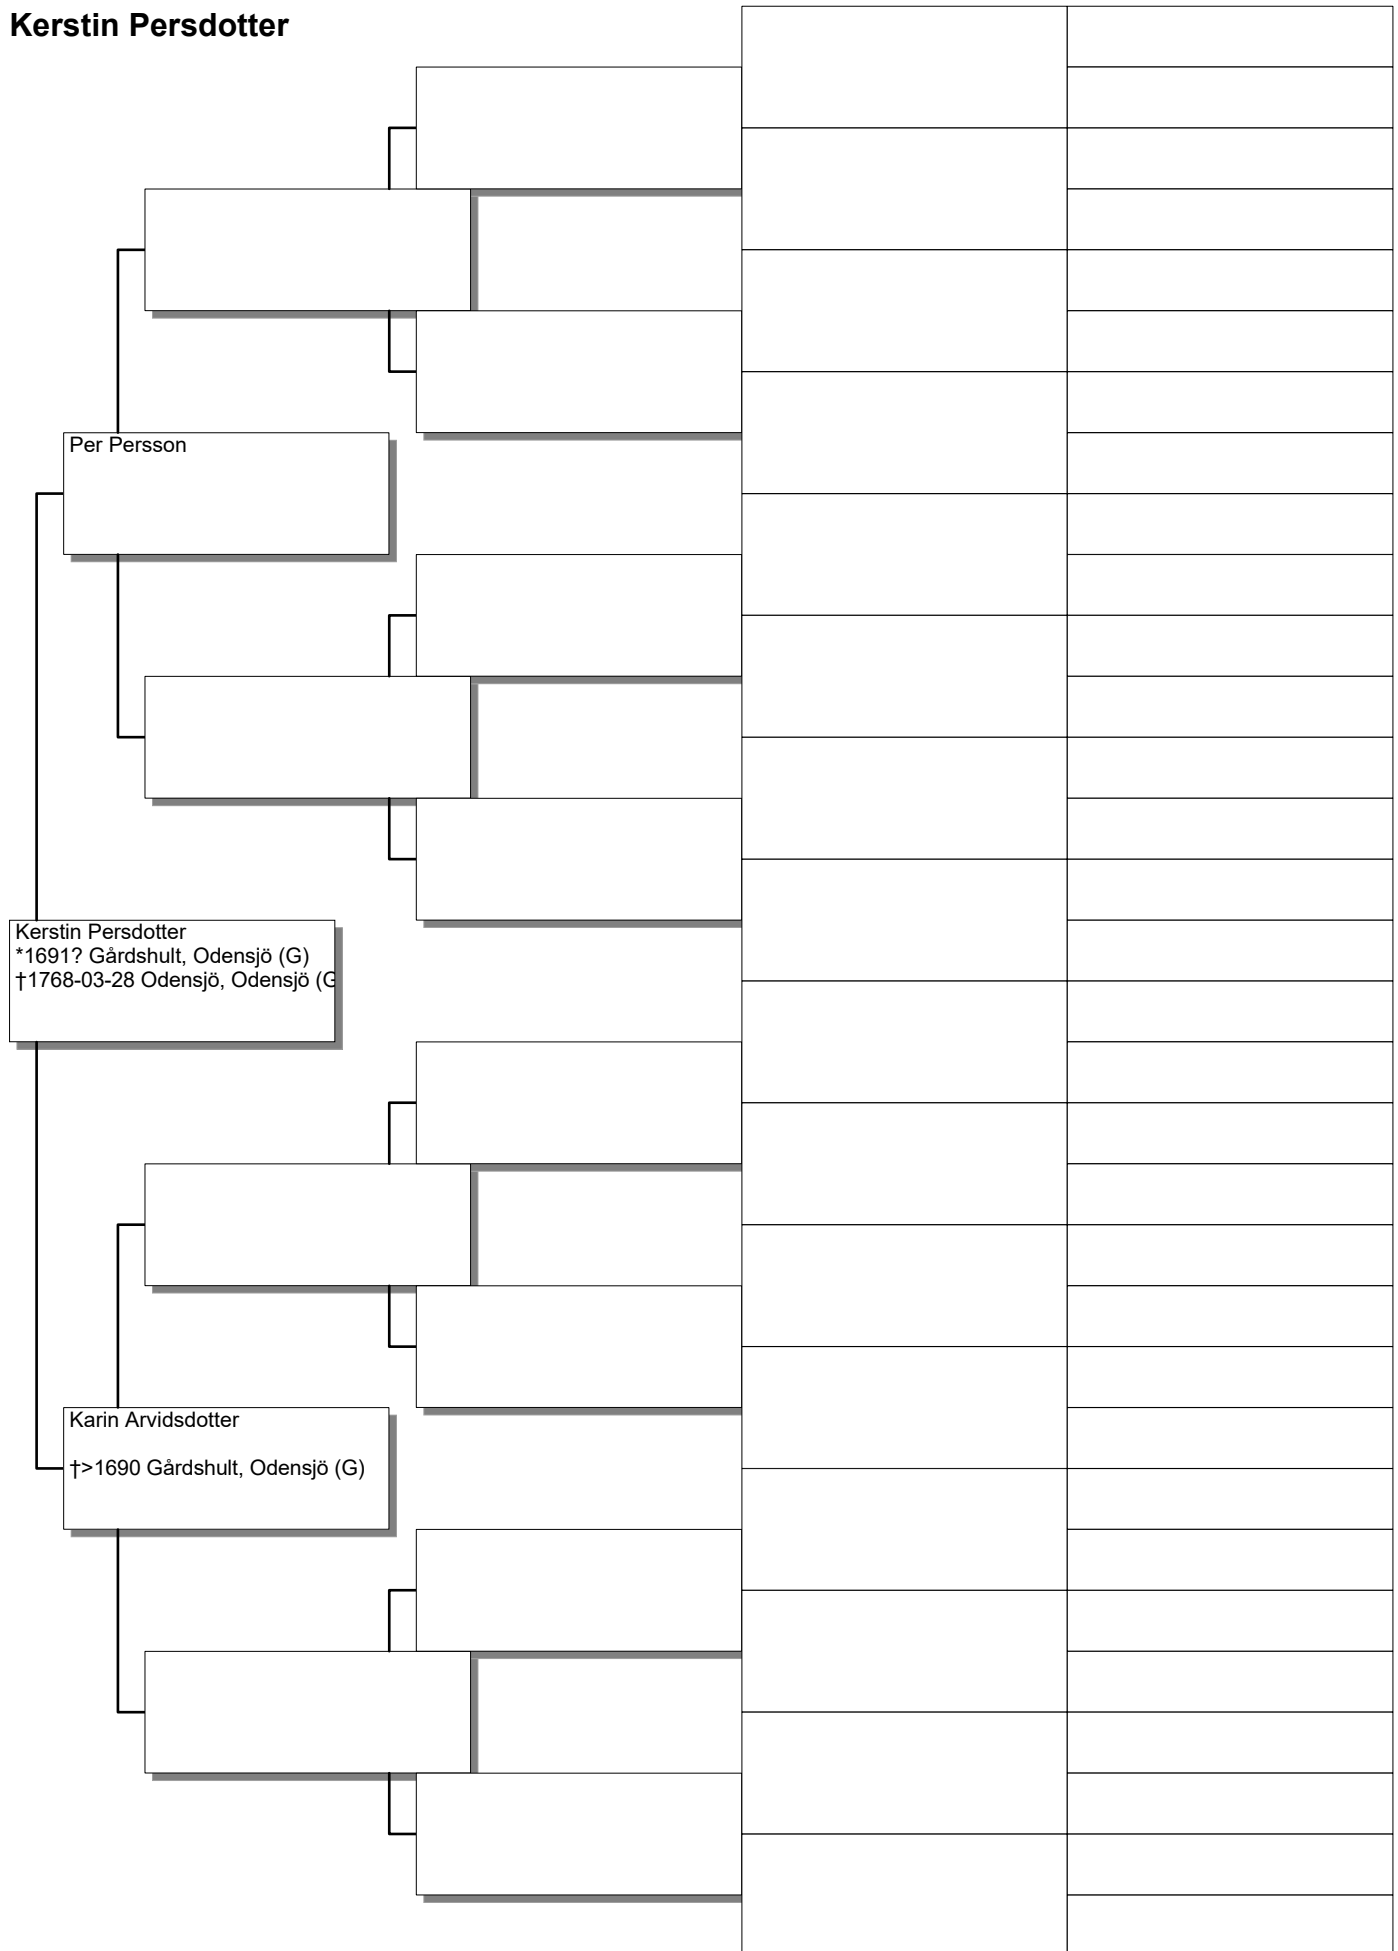 Kerstin Persdotter
Per Persson
Kerstin Persdotter
*1691? Gårdshult, Odensjö (G)
†1768-03-28 Odensjö, Odensjö (G
Karin Arvidsdotter
†>1690 Gårdshult, Odensjö (G)